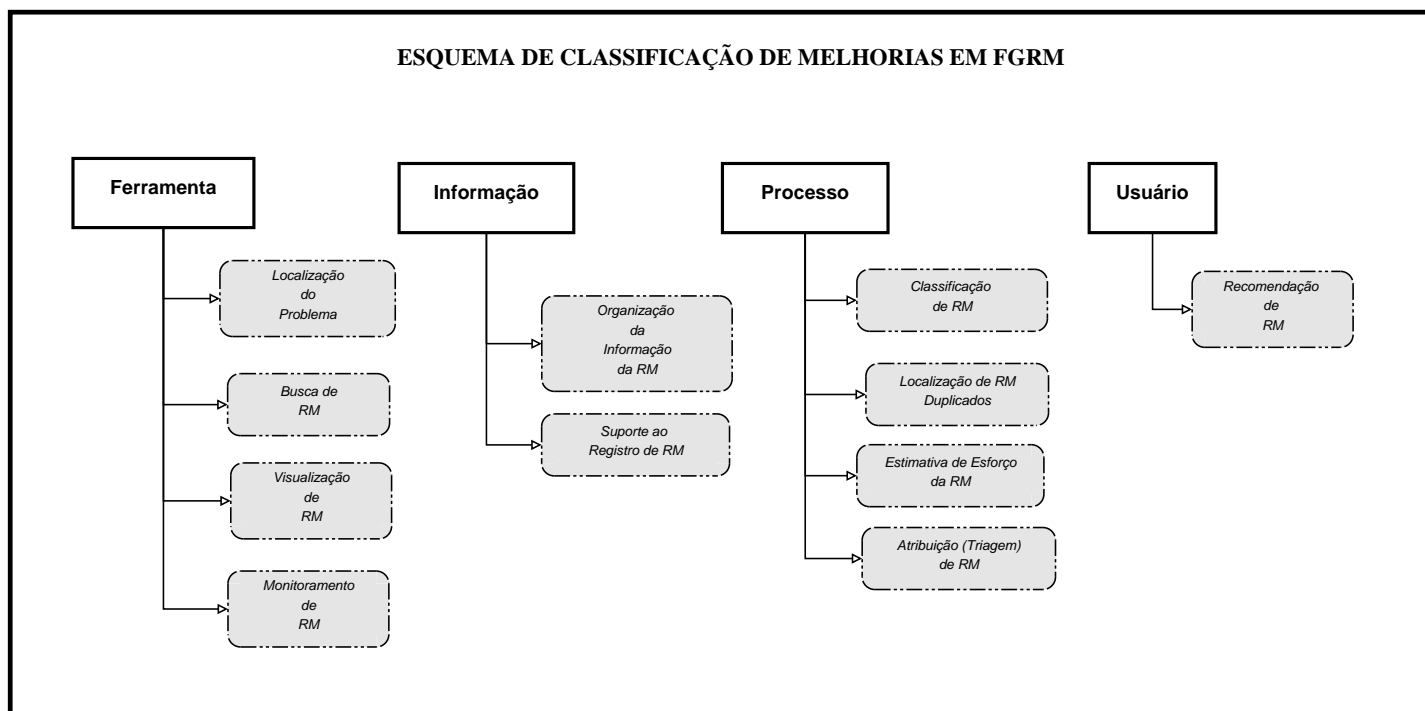 ESQUEMA DE CLASSIFICAÇÃO DE MELHORIAS EM FGRM
Ferramenta
Localização
do
Problema
Busca de
RM
Visualização
de
RM
Monitoramento
de
RM
Informação
Organização
da
Informação
da RM
Suporte ao
Registro de RM
Processo
Classificação
de RM
Localização de RM
Duplicados
Estimativa de Esforço
da RM
Atribuição (Triagem)
de RM
Usuário
Recomendação
de
RM